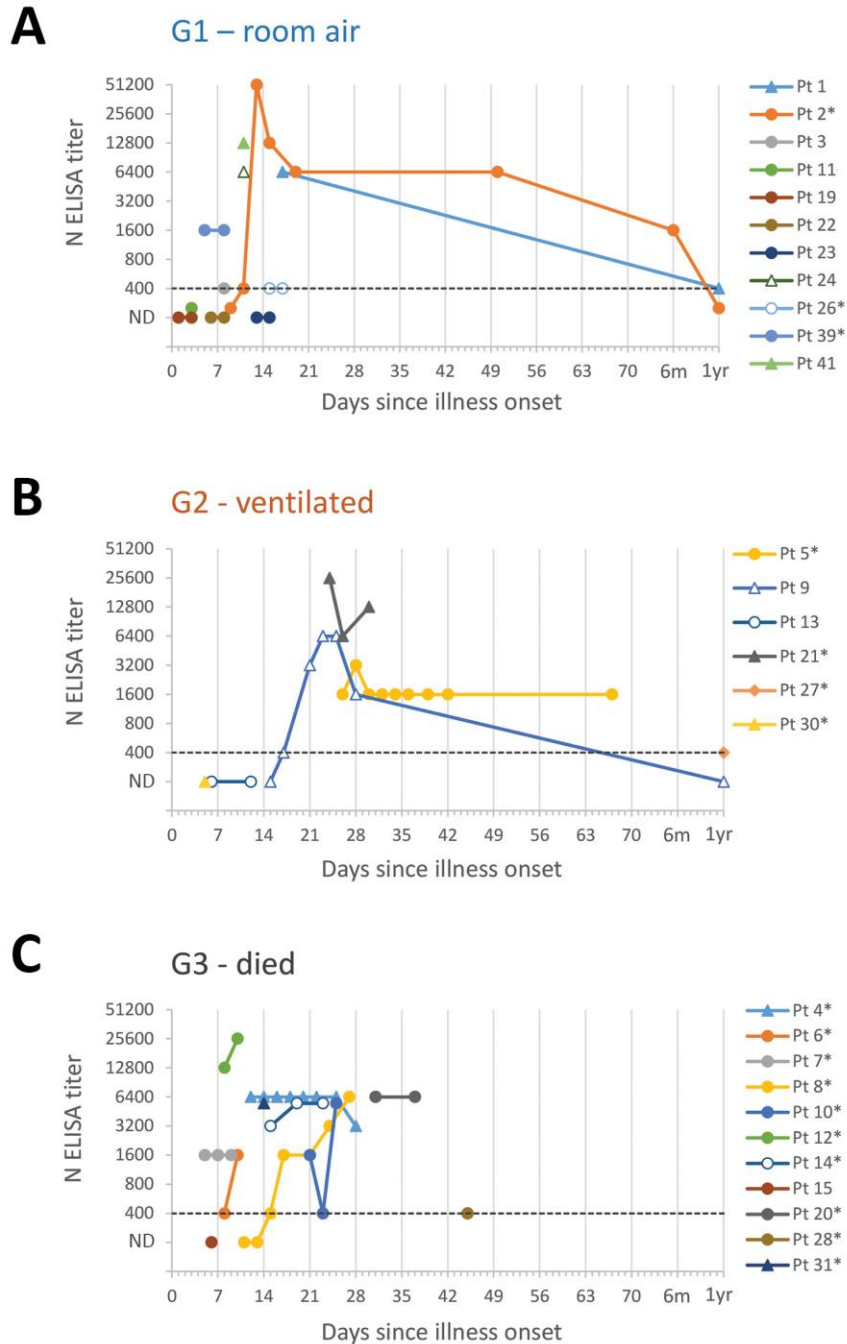 A
G1 – room air
N ELISA titer
51200
25600
12800
6400
3200
1600
800
400
ND
0 7 14 21 28 35 42 49 56 63 70 6m 1yr
Days since illness onset
Pt 1
Pt 2*
Pt 3
Pt 11
Pt 19
Pt 22
Pt 23
Pt 24
Pt 26*
Pt 39*
Pt 41
B
G2 - ventilated
N ELISA titer
51200
25600
12800
6400
3200
1600
800
400
ND
0 7 14 21 28 35 42 49 56 63 70 6m 1yr
Days since illness onset
Pt 5*
Pt 9
Pt 13
Pt 21*
Pt 27*
Pt 30*
C
G3 - died
N ELISA titer
51200
25600
12800
6400
3200
1600
800
400
ND
0 7 14 21 28 35 42 49 56 63 70 6m 1yr
Days since illness onset
Pt 4*
Pt 6*
Pt 7*
Pt 8*
Pt 10*
Pt 12*
Pt 14*
Pt 15
Pt 20*
Pt 28*
Pt 31*